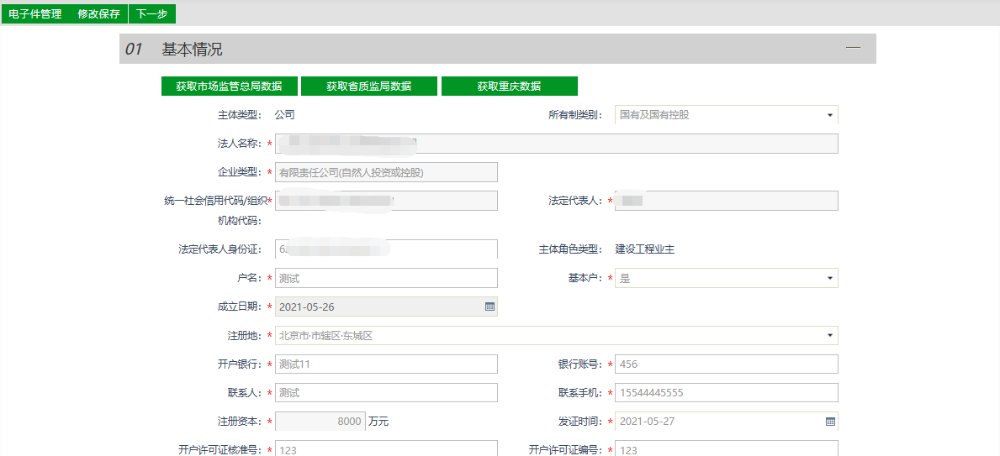 电子件管理 修改保存 下一步
01 基本情况
获取市场监管总局数据 获取省质监局数据 获取重庆数据
主体类型： 公司 所有制类别： 国有及国有控股
法人名称： *
企业类型： * 有限责任公司(自然人投资或控股)
统一社会信用代码/组织* 法定代表人： *
机构代码：
法定代表人身份证： 6 主体角色类型： 建设工程业主
户名： * 测试 基本户： * 是
成立日期： * 2021-05-26
注册地： * 北京市·市辖区·东城区
开户银行： * 测试11 银行账号： * 456
联系人： * 测试 联系手机： * 15544445555
注册资本： * 8000 万元 发证时间： * 2021-05-27
开户许可证核准号： * 123 开户许可证编号： * 123